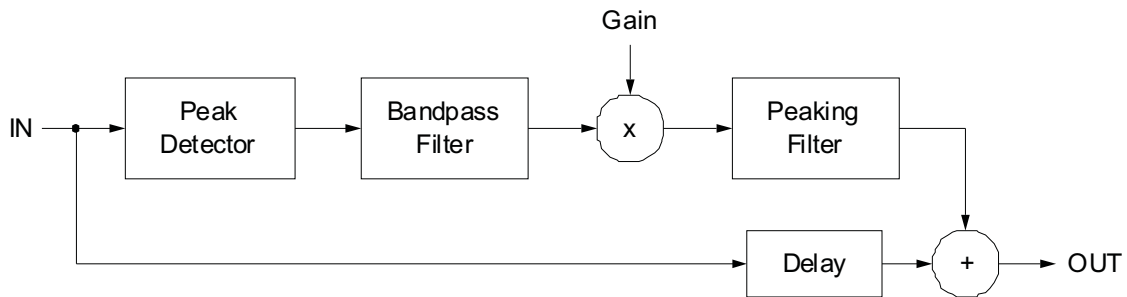 Gain
IN
Peak
Detector
Bandpass
Filter
x
Peaking
Filter
Delay
+
OUT